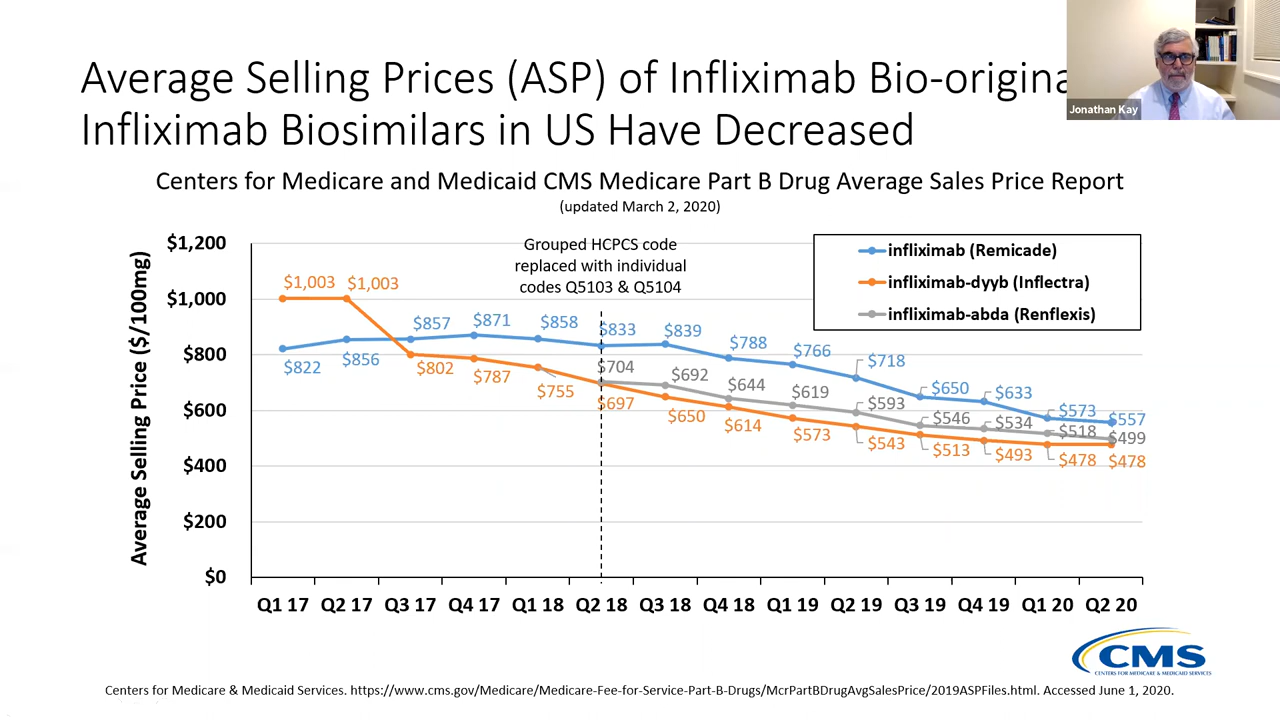 Average Selling Prices (ASP) of Infliximab Bio-origina
Infliximab Biosimilars in US Have Decreased
Jonathan Kay
Centers for Medicare and Medicaid CMS Medicare Part B Drug Average Sales Price Report
(updated March 2, 2020)
Average Selling Price ($/100mg)
$1,200
$1,000
$800
$600
$400
$200
$0
Grouped HCPCS code
replaced with individual
codes Q5103 & Q5104
infliximab (Remicade)
infliximab-dyyb (Inflectra)
infliximab-abda (Renflexis)
$822 $856 $857 $871 $858 $833 $839 $788 $766 $718 $650 $633 $573 $557
$1,003 $1,003 $802 $787 $755 $697 $650 $614 $573 $543 $513 $493 $478 $478
$704 $692 $644 $619 $593 $546 $534 $518 $499
Q1 17 Q2 17 Q3 17 Q4 17 Q1 18 Q2 18 Q3 18 Q4 18 Q1 19 Q2 19 Q3 19 Q4 19 Q1 20 Q2 20
CMS
CENTERS FOR MEDICARE & MEDICAID SERVICES
Centers for Medicare & Medicaid Services. https://www.cms.gov/Medicare/Medicare-Fee-for-Service-Part-B-Drugs/McrPartBDrugAvgSalesPrice/2019ASPFiles.html. Accessed June 1, 2020.